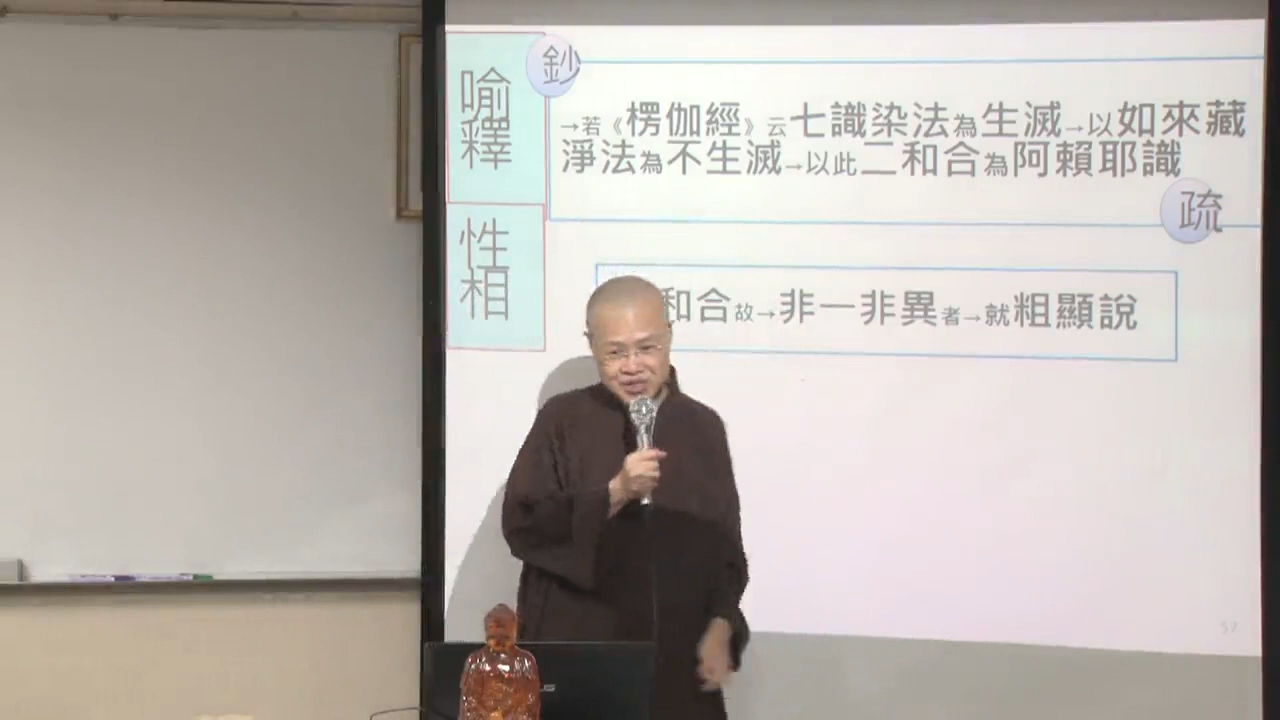 喻釋
鈔
→若《楞伽經》云七識染法為生滅→以如來藏
淨法為不生滅→以此二和合為阿賴耶識
疏
性相
和合故→非一非異者→就粗顯說
57